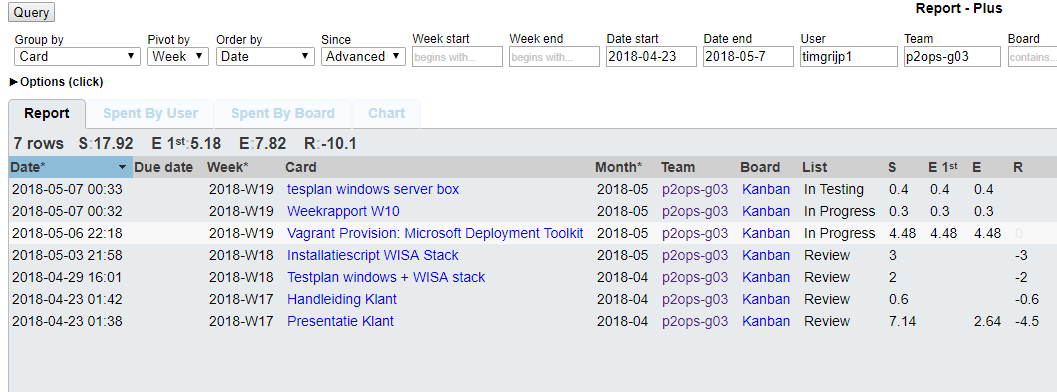 Query
Report - Plus
Group by Pivot by Order by Since Week start Week end Date start Date end User Team Board
Card Week Date Advanced begins with... begins with... 2018-04-23 2018-05-7 timgrijp1 p2ops-g03 contains...
▶ Options (click)
Report Spent By User Spent By Board Chart
7 rows S:17.92 E 1st:5.18 E:7.82 R:-10.1
Date* Due date Week* Card Month* Team Board List S E 1st E R
2018-05-07 00:33 2018-W19 tesplan windows server box 2018-05 p2ops-g03 Kanban In Testing 0.4 0.4 0.4
2018-05-07 00:32 2018-W19 Weekrapport W10 2018-05 p2ops-g03 Kanban In Progress 0.3 0.3 0.3
2018-05-06 22:18 2018-W19 Vagrant Provision: Microsoft Deployment Toolkit 2018-05 p2ops-g03 Kanban In Progress 4.48 4.48 4.48 0
2018-05-03 21:58 2018-W18 Installatiescript WISA Stack 2018-05 p2ops-g03 Kanban Review 3 -3
2018-04-29 16:01 2018-W18 Testplan windows + WISA stack 2018-04 p2ops-g03 Kanban Review 2 -2
2018-04-23 01:42 2018-W17 Handleiding Klant 2018-04 p2ops-g03 Kanban Review 0.6 -0.6
2018-04-23 01:38 2018-W17 Presentatie Klant 2018-04 p2ops-g03 Kanban Review 7.14 2.64 -4.5